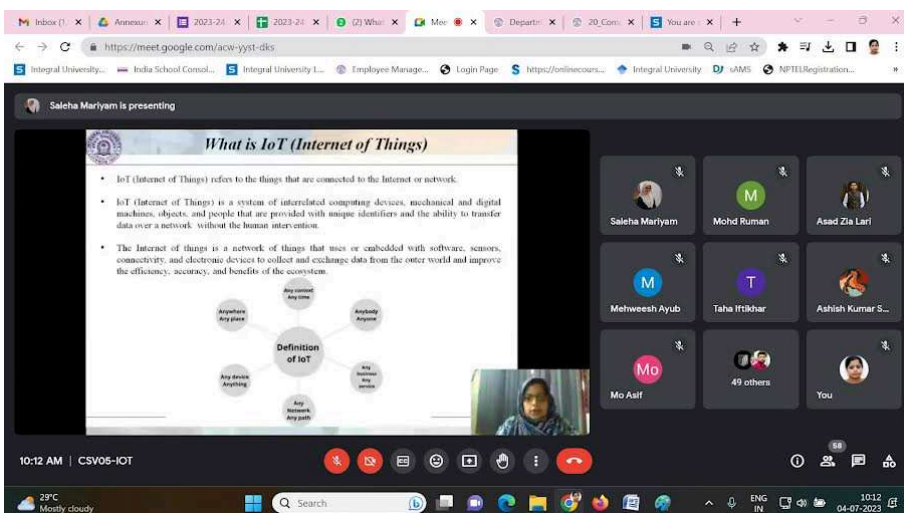 Inbox (1.
Annexur
2023-24
2023-24
(2) Wha
Mee
Departe
20_Com
You are
https://meet.google.com/acw-yyst-dks
Integral University...
India School Consol...
Integral University L...
Employee Manage...
Login Page
https://onlinecours...
Integral University
sAMS
NPTELRegistration...
Saleha Mariyam is presenting
What is IoT (Internet of Things)
• IoT (Internet of Things) refers to the things that are connected to the Internet or network.
• IoT (Internet of Things) is a system of interrelated computing devices, mechanical and digital
machines, objects, and people that are provided with unique identifiers and the ability to transfer
data over a network without the human intervention.
• The Internet of things is a network of things that uses or embedded with software, sensors,
connectivity, and electronic devices to collect and exchange data from the outer world and improve
the efficiency, accuracy, and benefits of the ecosystem.
Any context
Any time
Anywhere
Any place
Anybody
Anyone
Definition
of IoT
Any device
Anything
Any
business
Any
service
Any
Network
Any path
Saleha Mariyam
M
Mohd Ruman
Asad Zia Lari
M
Mehweesh Ayub
T
Taha Iftikhar
Ashish Kumar S...
Mo
Mo Asif
49 others
You
10:12 AM | CSV05-IOT
58
29°C
Mostly cloudy
Search
ENG
IN
10:12
04-07-2023